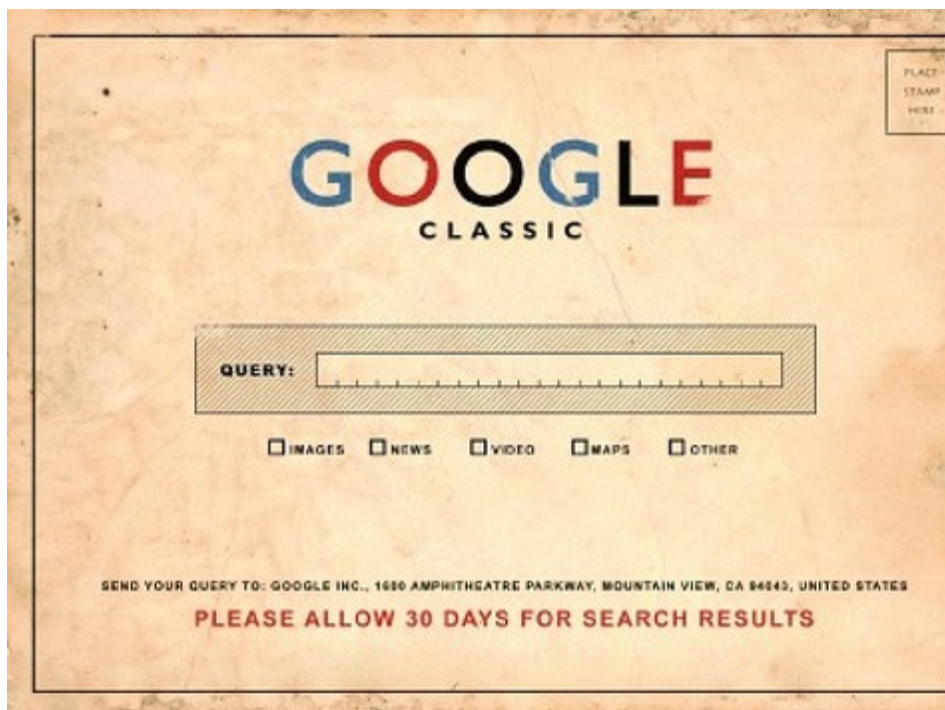 PLACE
STAMP
HERE
GOOGLE
CLASSIC
QUERY:
IMAGES NEWS VIDEO MAPS OTHER
SEND YOUR QUERY TO: GOOGLE INC., 1600 AMPHITHEATRE PARKWAY, MOUNTAIN VIEW, CA 94043, UNITED STATES
PLEASE ALLOW 30 DAYS FOR SEARCH RESULTS